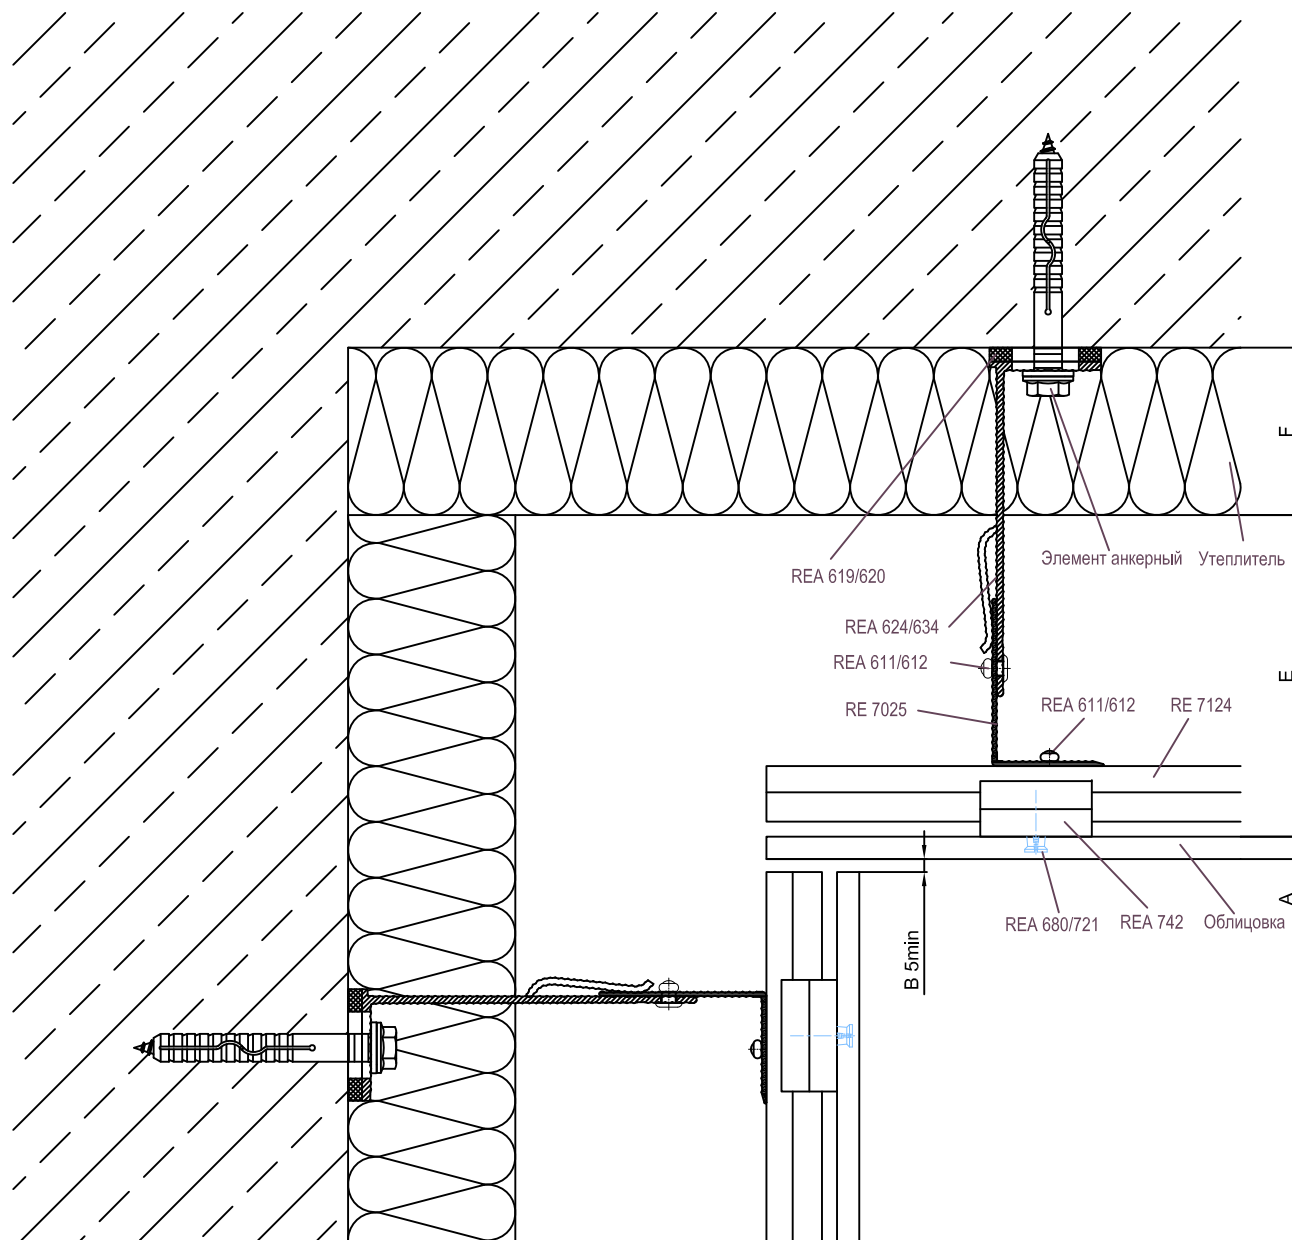 F
Элемент анкерный
Утеплитель
REA 619/620
REA 624/634
REA 611/612
E
RE 7025
REA 611/612
RE 7124
REA 680/721
REA 742
Облицовка
A
B 5min